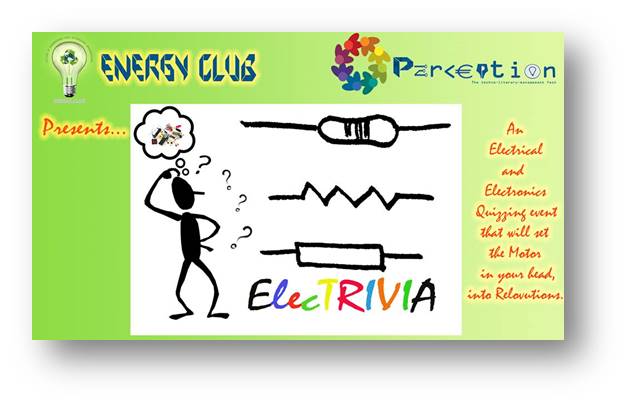 ENERGY CLUB
Perception
The techno-literary-management fest
Presents...
An
Electrical
and
Electronics
Quizzing event
that will set
the Motor
in your head,
into Relovutions.
? ? ? ?
ElecTRIVIA